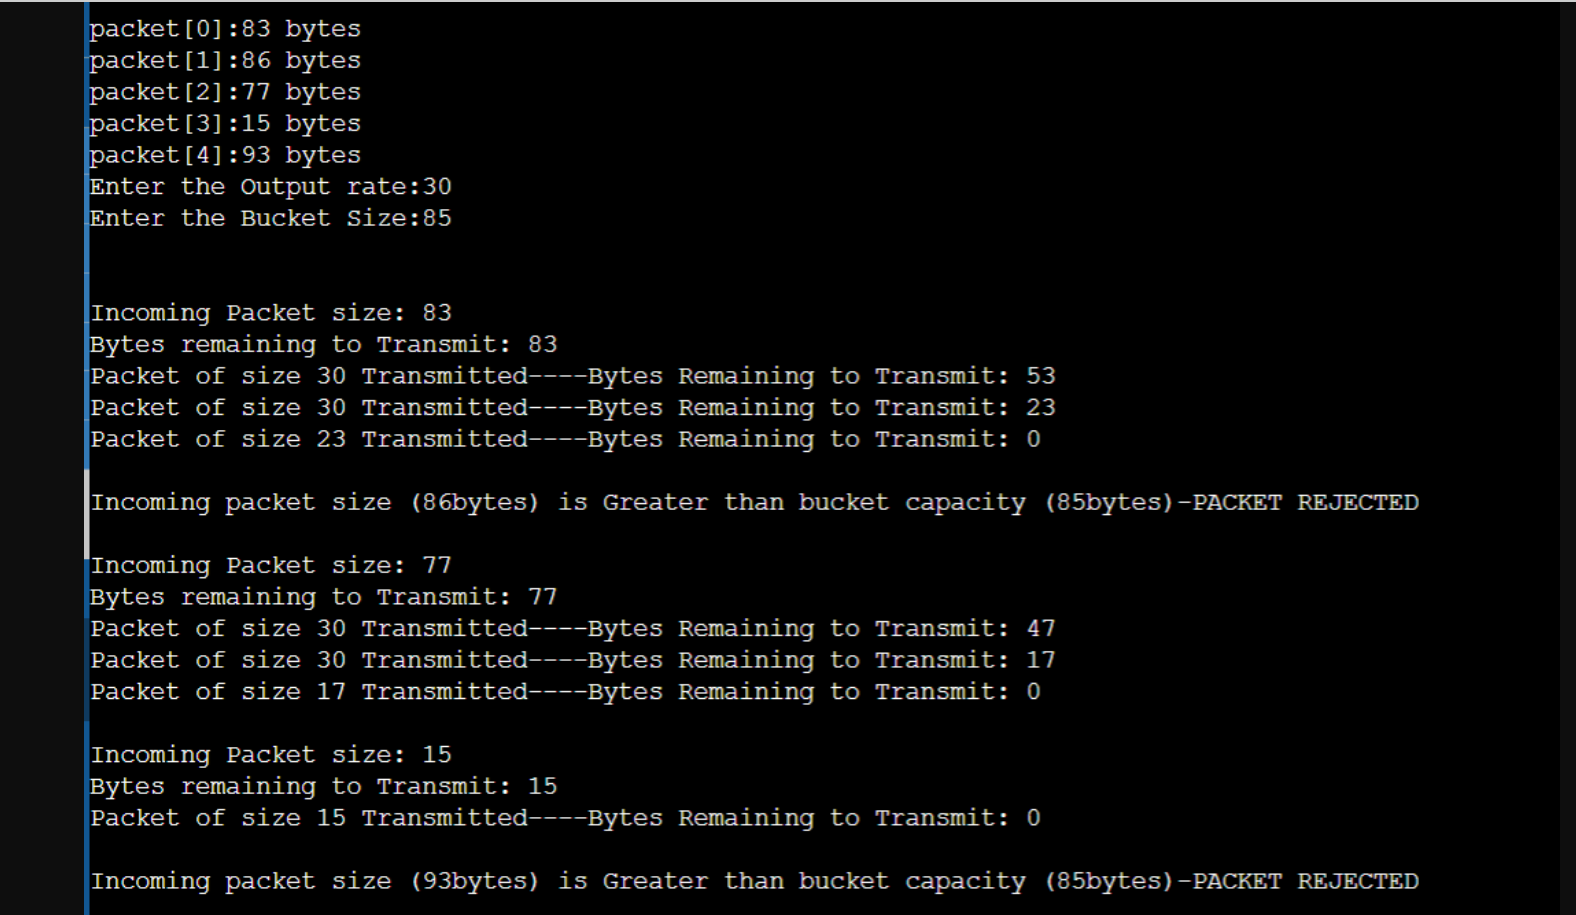 packet[0]:83 bytes
packet[1]:86 bytes
packet[2]:77 bytes
packet[3]:15 bytes
packet[4]:93 bytes
Enter the Output rate:30
Enter the Bucket Size:85
Incoming Packet size: 83
Bytes remaining to Transmit: 83
Packet of size 30 Transmitted----Bytes Remaining to Transmit: 53
Packet of size 30 Transmitted----Bytes Remaining to Transmit: 23
Packet of size 23 Transmitted----Bytes Remaining to Transmit: 0
Incoming packet size (86bytes) is Greater than bucket capacity (85bytes)-PACKET REJECTED
Incoming Packet size: 77
Bytes remaining to Transmit: 77
Packet of size 30 Transmitted----Bytes Remaining to Transmit: 47
Packet of size 30 Transmitted----Bytes Remaining to Transmit: 17
Packet of size 17 Transmitted----Bytes Remaining to Transmit: 0
Incoming Packet size: 15
Bytes remaining to Transmit: 15
Packet of size 15 Transmitted----Bytes Remaining to Transmit: 0
Incoming packet size (93bytes) is Greater than bucket capacity (85bytes)-PACKET REJECTED